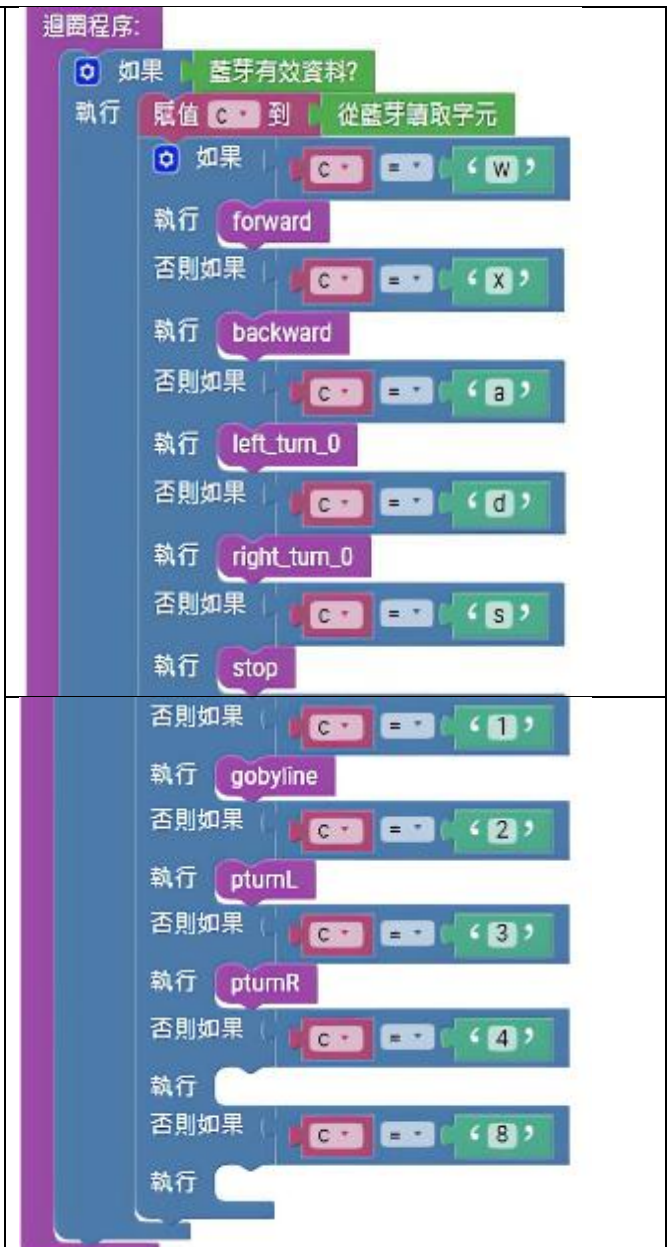 迴圈程序:
如果 藍芽有效資料?
執行 賦值 c 到 從藍芽讀取字元
如果 c = ‘ w ’
執行 forward
否則如果 c = ‘ x ’
執行 backward
否則如果 c = ‘ a ’
執行 left_turn_0
否則如果 c = ‘ d ’
執行 right_turn_0
否則如果 c = ‘ s ’
執行 stop
否則如果 c = ‘ 1 ’
執行 gobyline
否則如果 c = ‘ 2 ’
執行 pturnL
否則如果 c = ‘ 3 ’
執行 pturnR
否則如果 c = ‘ 4 ’
執行
否則如果 c = ‘ 8 ’
執行